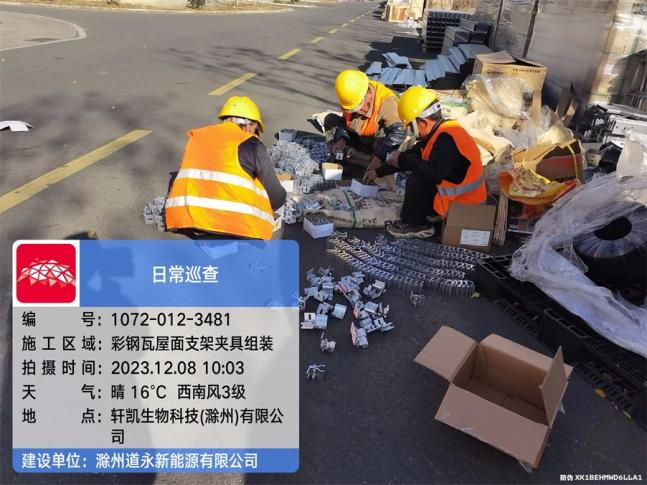 日常巡查
编 号：1072-012-3481
施工区域：彩钢瓦屋面支架夹具组装
拍摄时间：2023.12.08 10:03
天 气：晴 16℃ 西南风3级
地 点：轩凯生物科技(滁州)有限公
司
建设单位：滁州道永新能源有限公司
防伪 XK1BEHMWD6LLA1
PVC